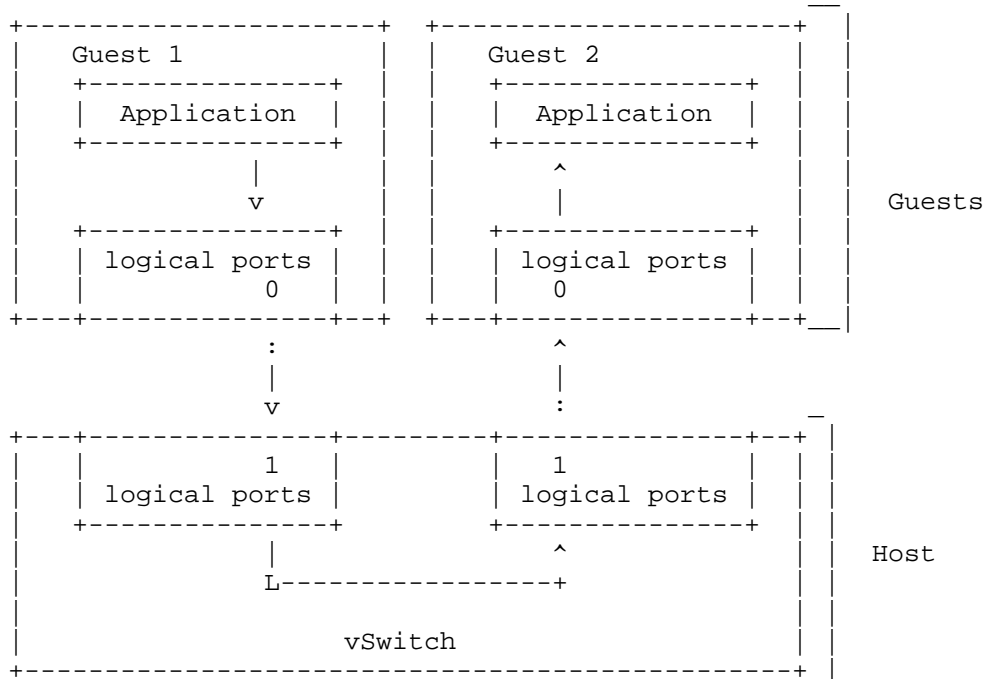 Guest 1 Guest 2
Application Application
Guests
logical ports logical ports
0 0
1 1
logical ports logical ports
Host
vSwitch